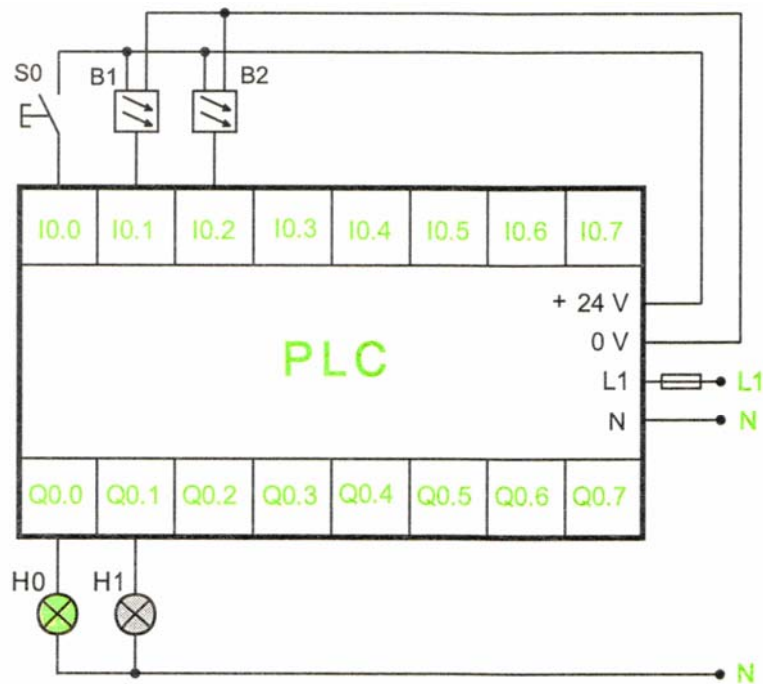 S0 B1 B2
I0.0 I0.1 I0.2 I0.3 I0.4 I0.5 I0.6 I0.7
+ 24 V
0 V
PLC
L1 L1
N N
Q0.0 Q0.1 Q0.2 Q0.3 Q0.4 Q0.5 Q0.6 Q0.7
H0 H1
N